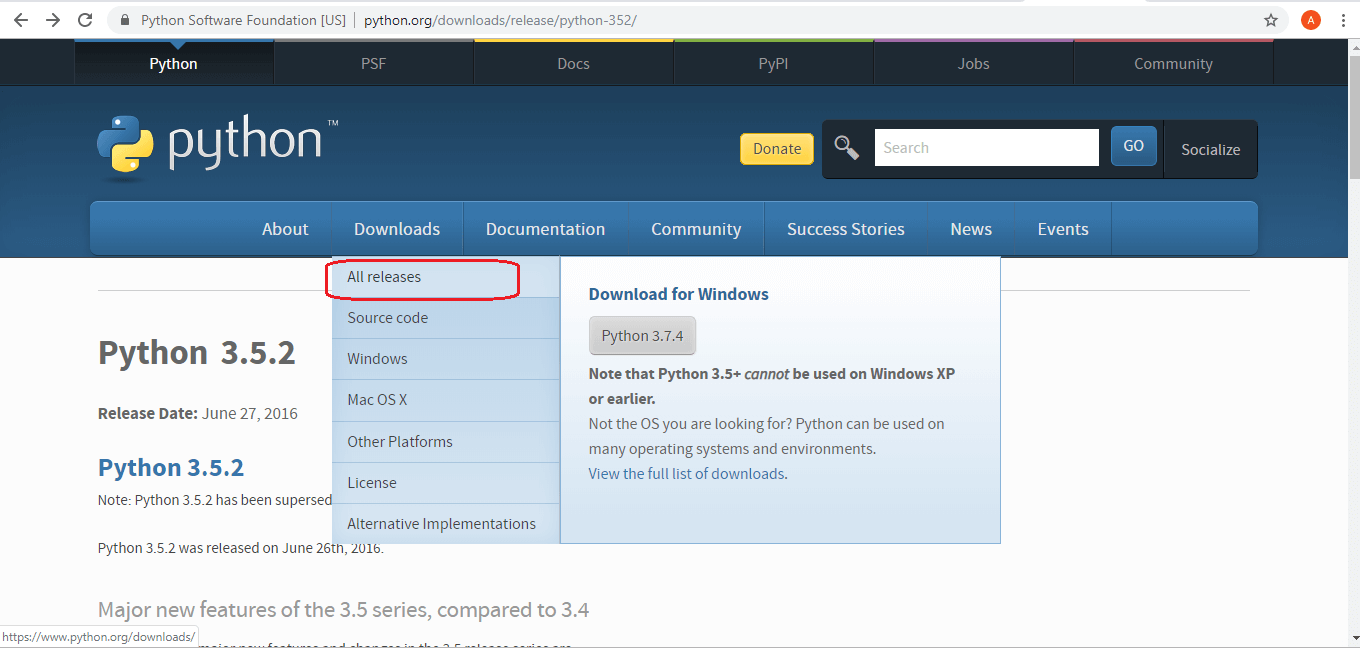 Python Software Foundation [US] | python.org/downloads/release/python-352/
A
Python PSF Docs PyPI Jobs Community
python™
Donate Search GO Socialize
About Downloads Documentation Community Success Stories News Events
All releases
Source code
Windows
Mac OS X
Other Platforms
License
Alternative Implementations
Download for Windows
Python 3.7.4
Note that Python 3.5+ cannot be used on Windows XP
or earlier.
Not the OS you are looking for? Python can be used on
many operating systems and environments.
View the full list of downloads.
Python 3.5.2
Release Date: June 27, 2016
Python 3.5.2
Note: Python 3.5.2 has been supersed
Python 3.5.2 was released on June 26th, 2016.
Major new features of the 3.5 series, compared to 3.4
https://www.python.org/downloads/